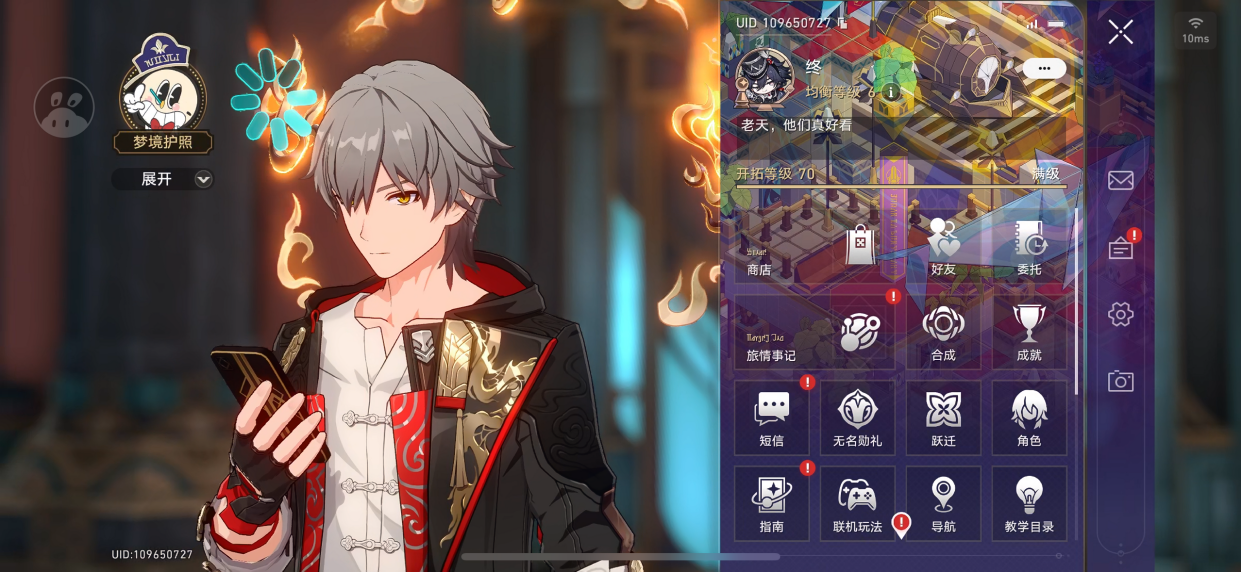 UID 109650727
10ms
终
均衡等级 6
老天，他们真好看
梦境护照
展开
开拓等级 70
满级
商店
好友
委托
旅情事记
合成
成就
短信
无名勋礼
跃迁
角色
指南
联机玩法
导航
教学目录
UID:109650727